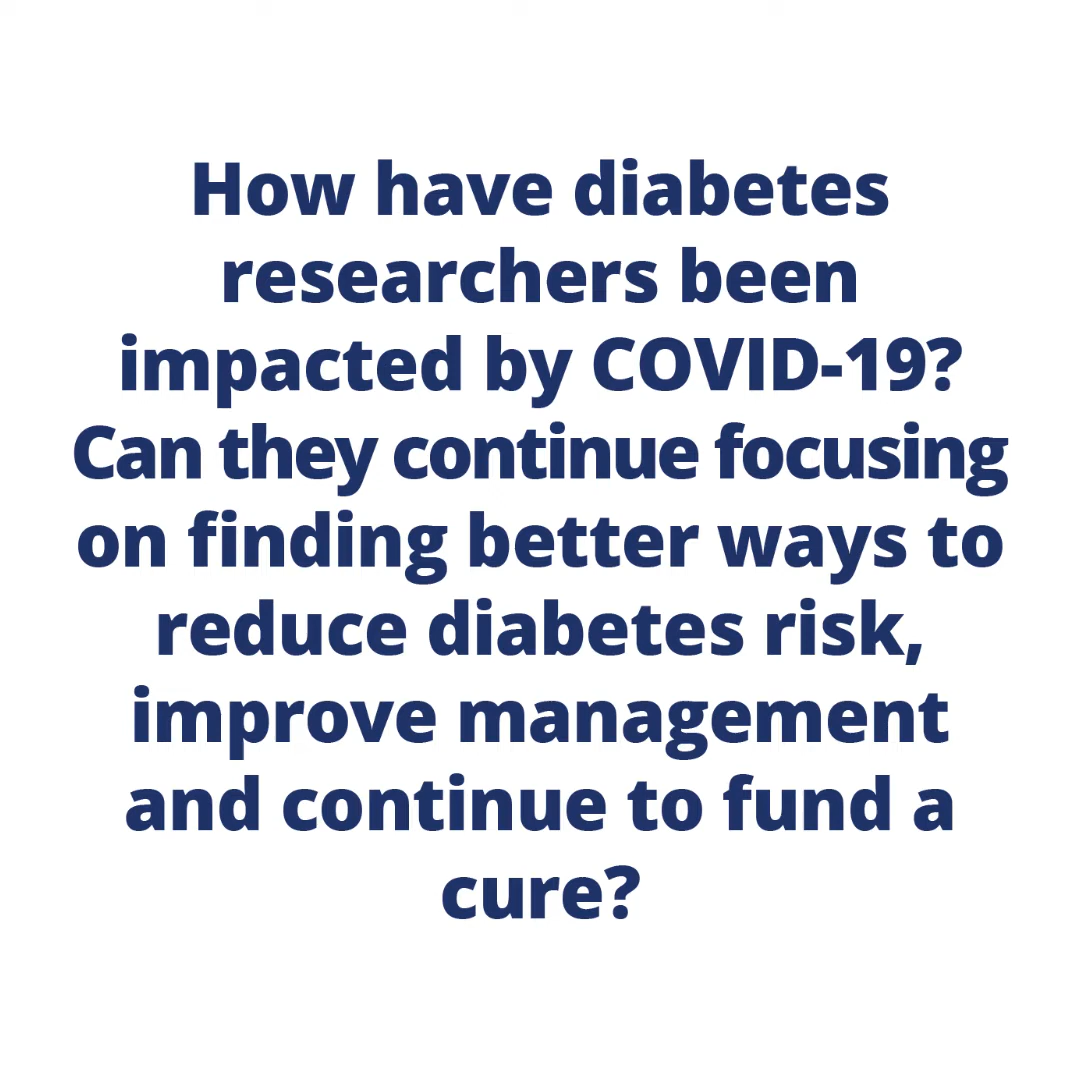 How have diabetes
researchers been
impacted by COVID-19?
Can they continue focusing
on finding better ways to
reduce diabetes risk,
improve management
and continue to fund a
cure?